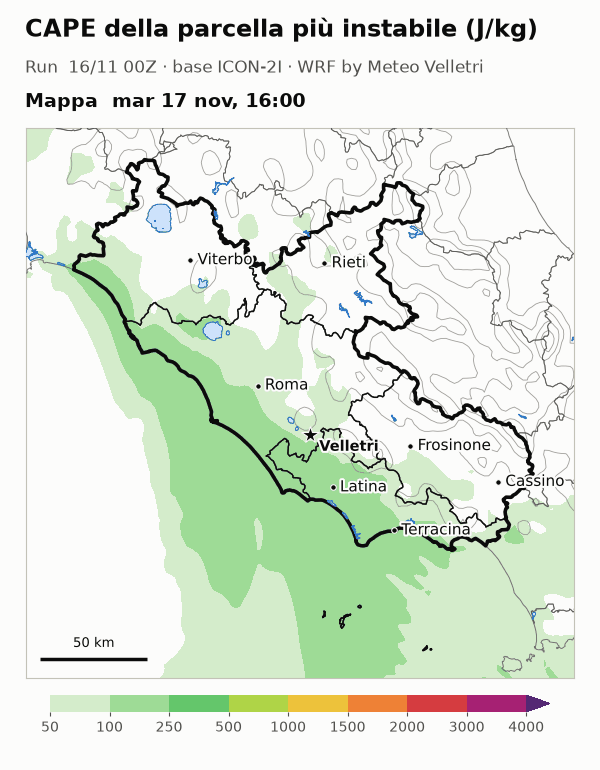 CAPE della parcella più instabile (J/kg)
Run  16/11 00Z · base ICON-2I · WRF by Meteo Velletri
Mappa  mar 17 nov, 16:00
Viterbo
Rieti
Roma
Velletri
Frosinone
Latina
Cassino
Terracina
50 km
50 100 250 500 1000 1500 2000 3000 4000